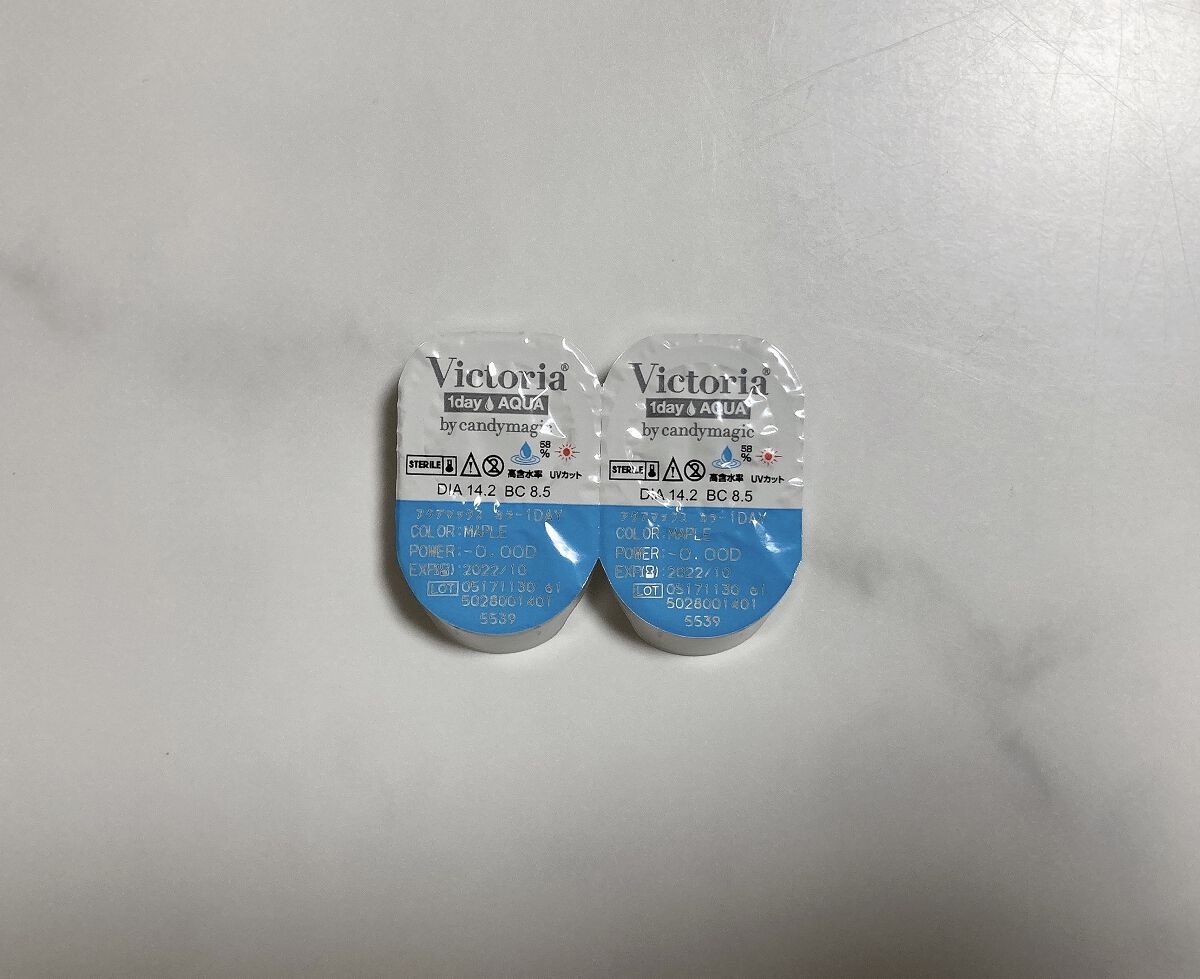 Victoria®
1day AQUA
by candymagic
58
%
STERILE
高含水率 UVカット
DIA 14.2 BC 8.5
アクアマックス カラー1DAY
COLOR:MAPLE
POWER:-0.00D
EXP(8):2022/10
LOT 05171130 61
5028001401
5539
Victoria®
1day AQUA
by candymagic
58
%
STERILE
高含水率 UVカット
DIA 14.2 BC 8.5
アクアマックス カラー1DAY
COLOR:MAPLE
POWER:-0.00D
EXP(8):2022/10
LOT 05171130 61
5028001401
5539